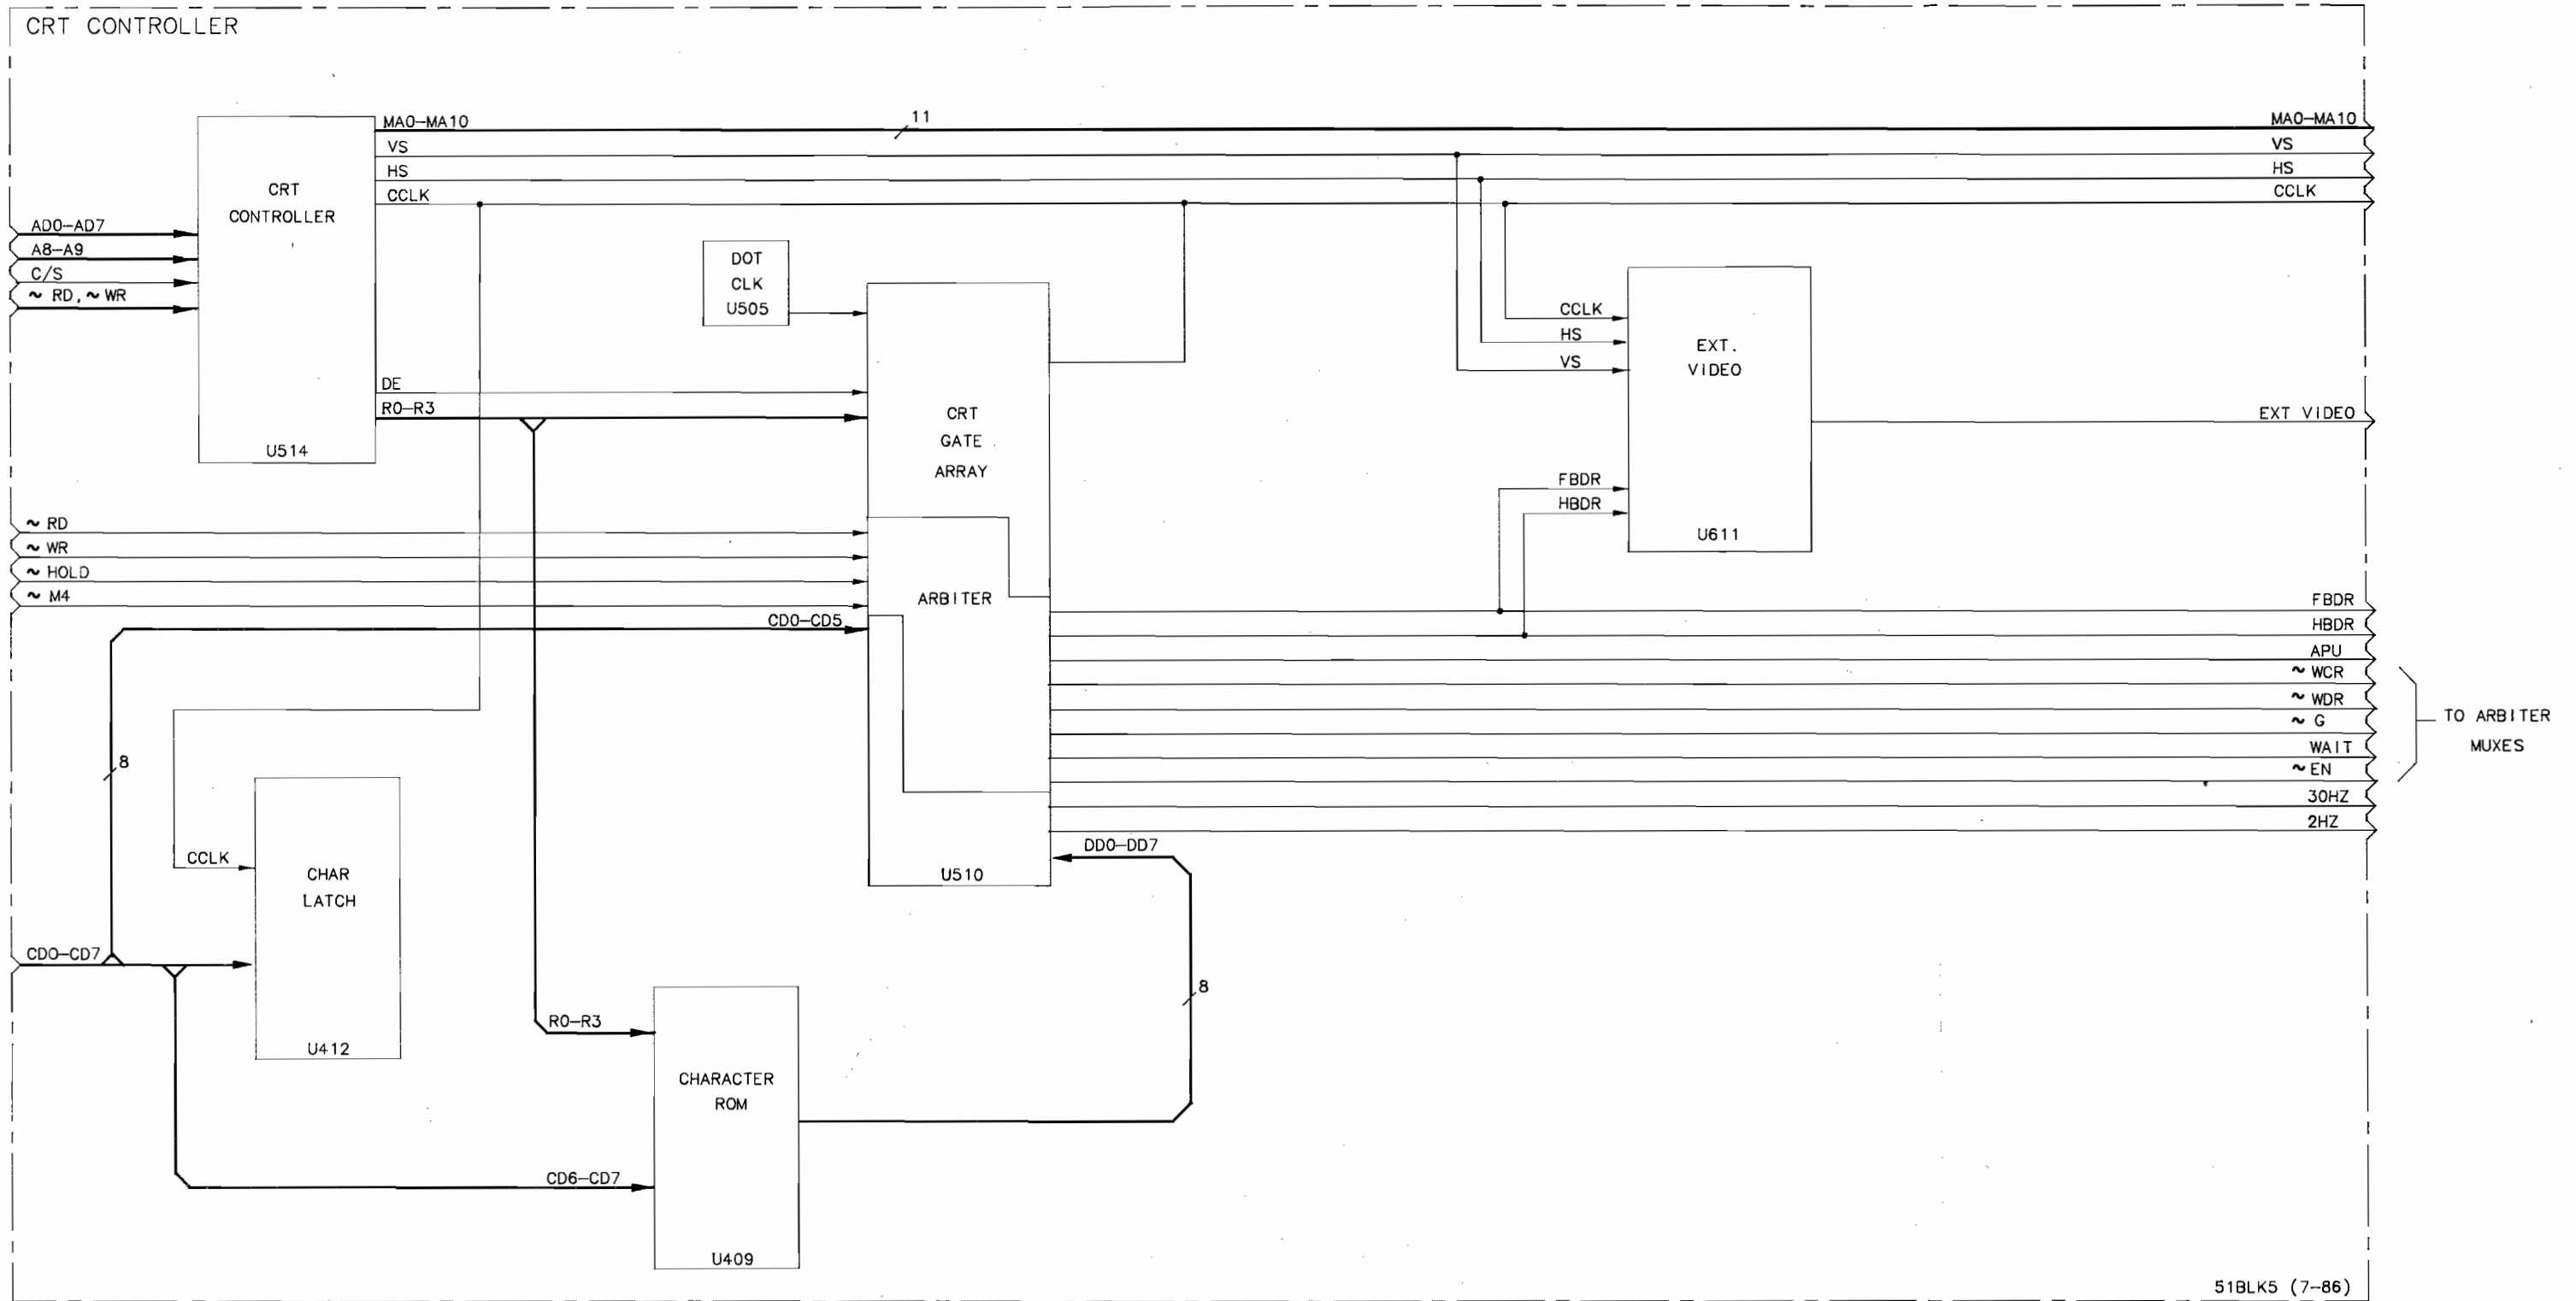 CRT CONTROLLER
MA0-MA10
11
MA0-MA10
VS
VS
HS
HS
CCLK
CCLK
CRT
CONTROLLER
U514
AD0-AD7
A8-A9
C/S
~ RD, ~ WR
DOT
CLK
U505
DE
R0-R3
CRT
GATE
ARRAY
CCLK
HS
VS
EXT.
VIDEO
EXT VIDEO
FBDR
HBDR
U611
~ RD
~ WR
~ HOLD
~ M4
ARBITER
CD0-CD5
FBDR
HBDR
APU
~ WCR
~ WDR
~ G
WAIT
~ EN
TO ARBITER
MUXES
30HZ
2HZ
8
CCLK
CHAR
LATCH
U412
DD0-DD7
U510
CD0-CD7
8
R0-R3
CHARACTER
ROM
CD6-CD7
U409
51BLK5 (7-86)